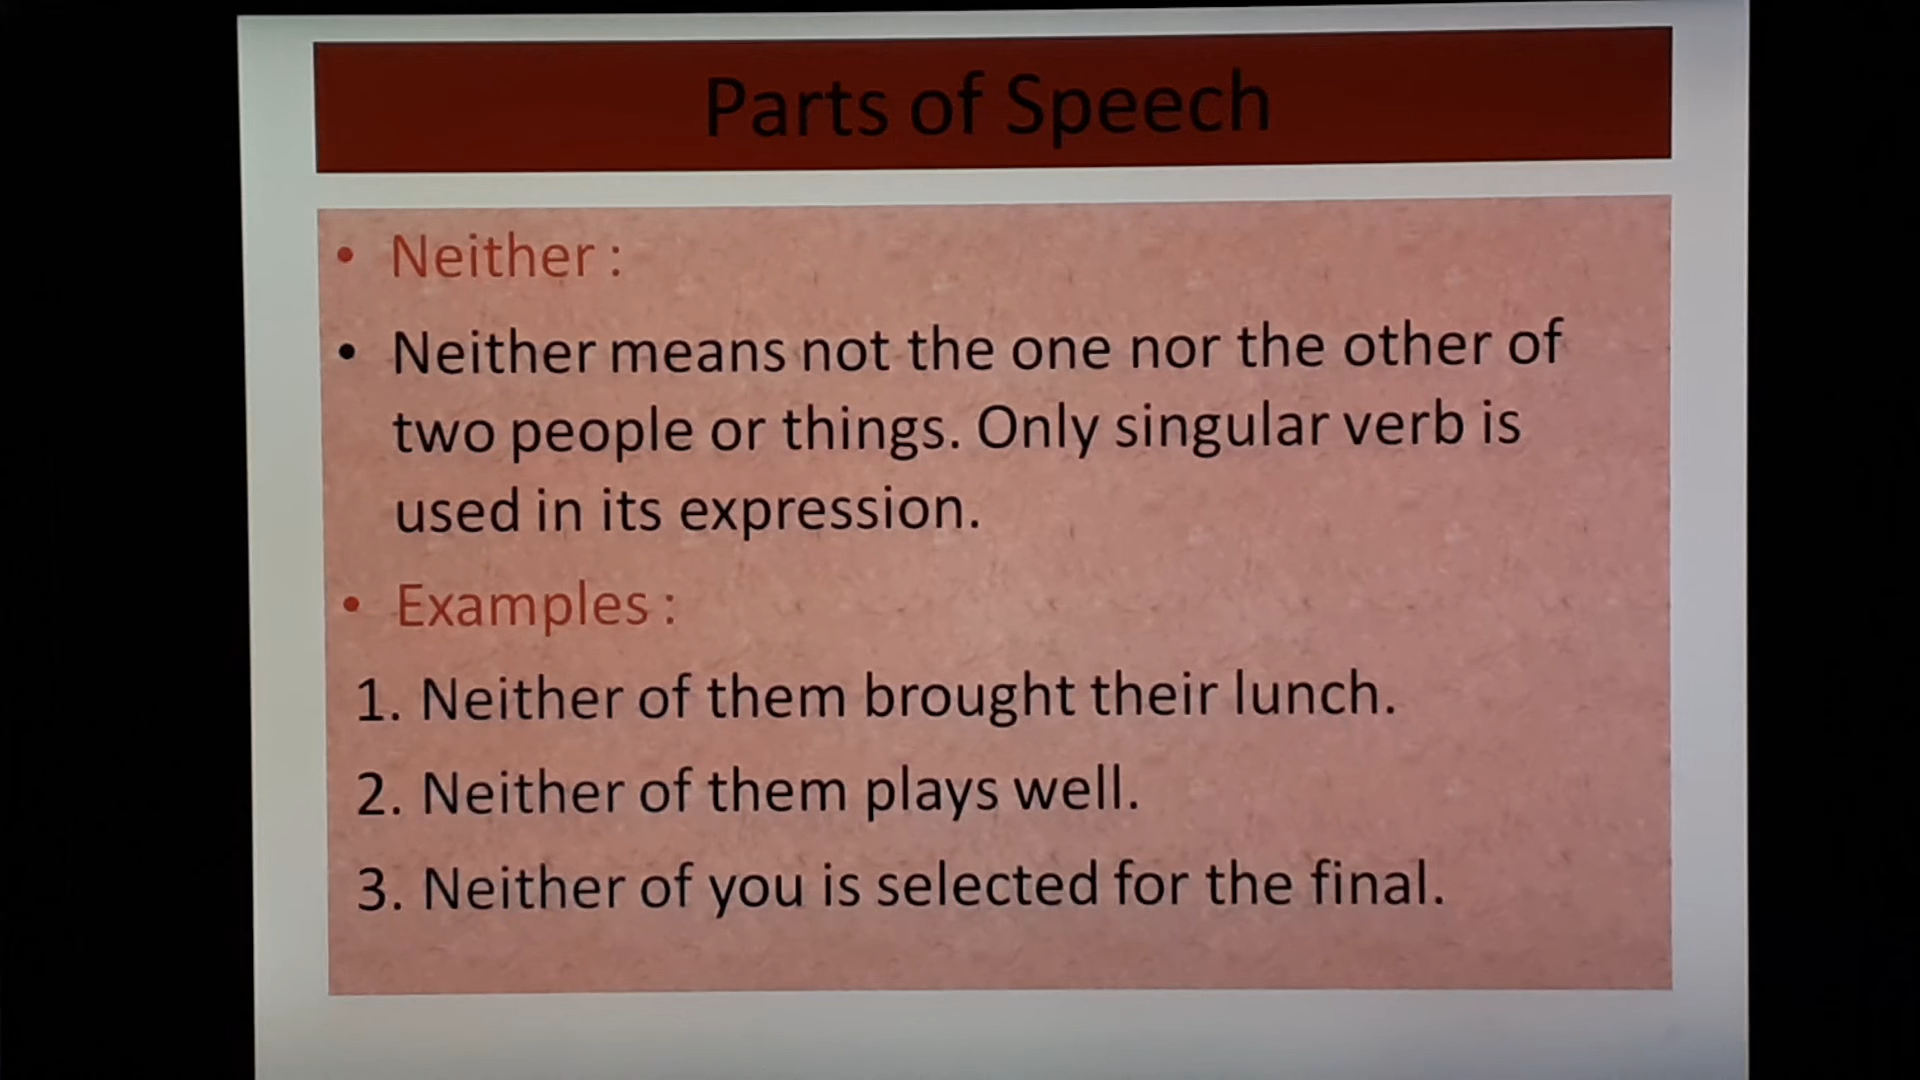 Parts of Speech
• Neither :
• Neither means not the one nor the other of
two people or things. Only singular verb is
used in its expression.
• Examples :
1. Neither of them brought their lunch.
2. Neither of them plays well.
3. Neither of you is selected for the final.